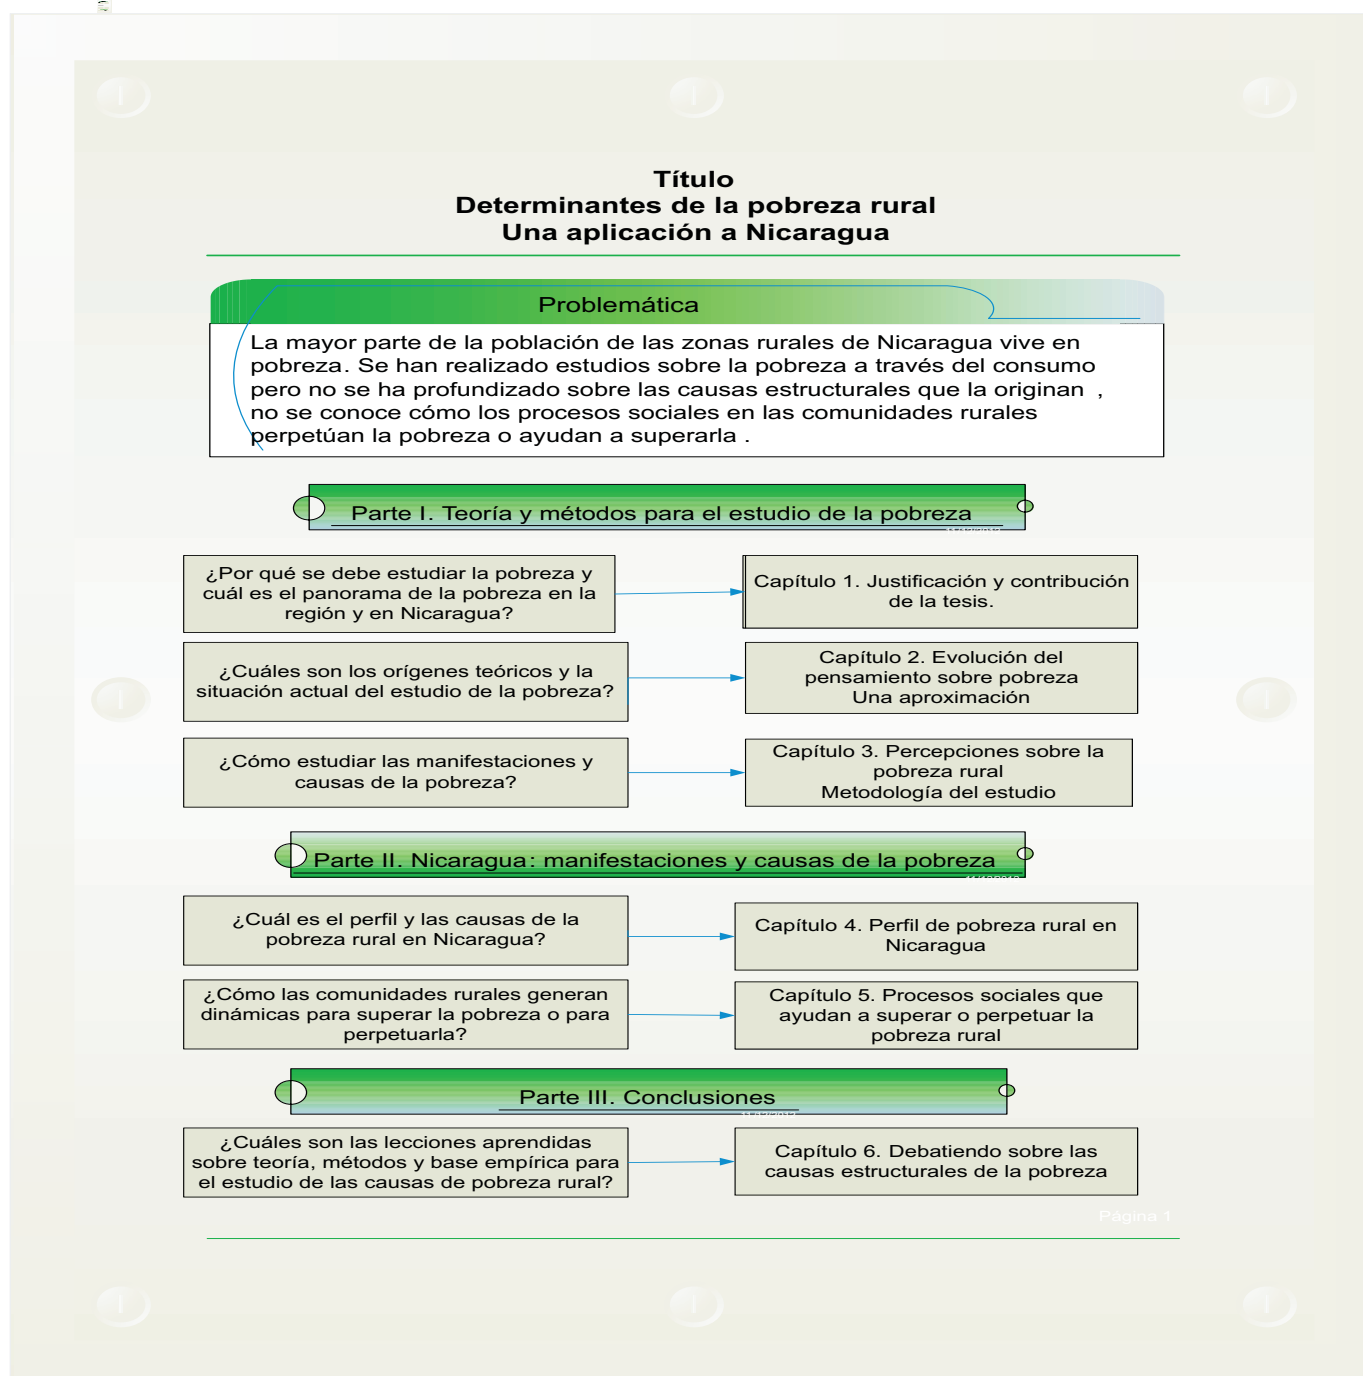 Título
Determinantes de la pobreza rural
Una aplicación a Nicaragua
Problemática
La mayor parte de la población de las zonas rurales de Nicaragua vive en
pobreza. Se han realizado estudios sobre la pobreza a través del consumo
pero no se ha profundizado sobre las causas estructurales que la originan ,
no se conoce cómo los procesos sociales en las comunidades rurales
perpetúan la pobreza o ayudan a superarla .
Parte I. Teoría y métodos para el estudio de la pobreza
¿Por qué se debe estudiar la pobreza y
cuál es el panorama de la pobreza en la
región y en Nicaragua?
Capítulo 1. Justificación y contribución
de la tesis.
¿Cuáles son los orígenes teóricos y la
situación actual del estudio de la pobreza?
Capítulo 2. Evolución del
pensamiento sobre pobreza
Una aproximación
¿Cómo estudiar las manifestaciones y
causas de la pobreza?
Capítulo 3. Percepciones sobre la
pobreza rural
Metodología del estudio
Parte II. Nicaragua: manifestaciones y causas de la pobreza
¿Cuál es el perfil y las causas de la
pobreza rural en Nicaragua?
Capítulo 4. Perfil de pobreza rural en
Nicaragua
¿Cómo las comunidades rurales generan
dinámicas para superar la pobreza o para
perpetuarla?
Capítulo 5. Procesos sociales que
ayudan a superar o perpetuar la
pobreza rural
Parte III. Conclusiones
¿Cuáles son las lecciones aprendidas
sobre teoría, métodos y base empírica para
el estudio de las causas de pobreza rural?
Capítulo 6. Debatiendo sobre las
causas estructurales de la pobreza
Página 1